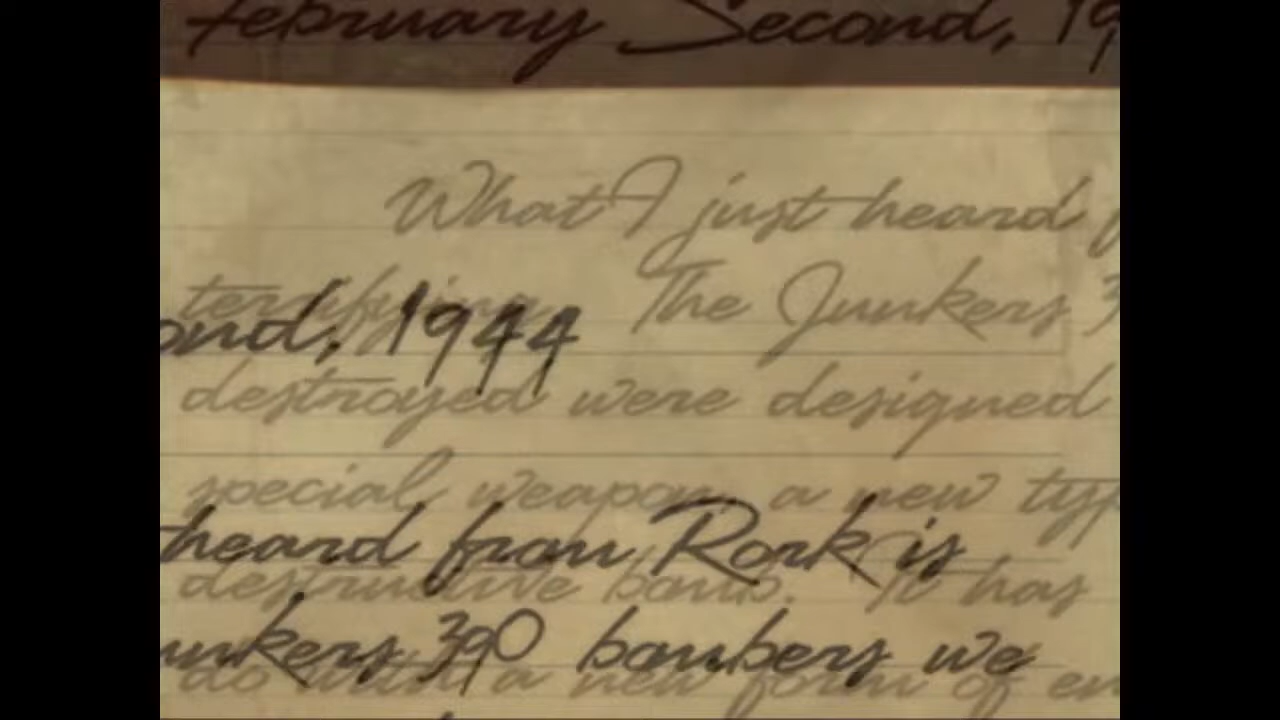 February Second, 19
What I just heard
terrifying. The Junkers 3
ond, 1944
destroyed were designed
special weapon, a new typ
heard from Rork is
destructive bomb. It has
unkers 390 bombers we
do with a new form of en